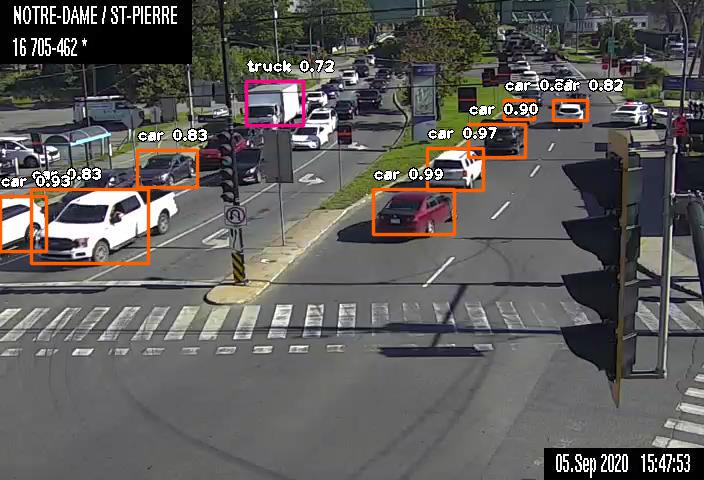 NOTRE-DAME / ST-PIERRE
16 705-462 *
truck 0.72
car 0.82
car 0.90
car 0.83
car 0.97
car 0.99
car 0.83
car 0.93
05.Sep 2020 15:47:53